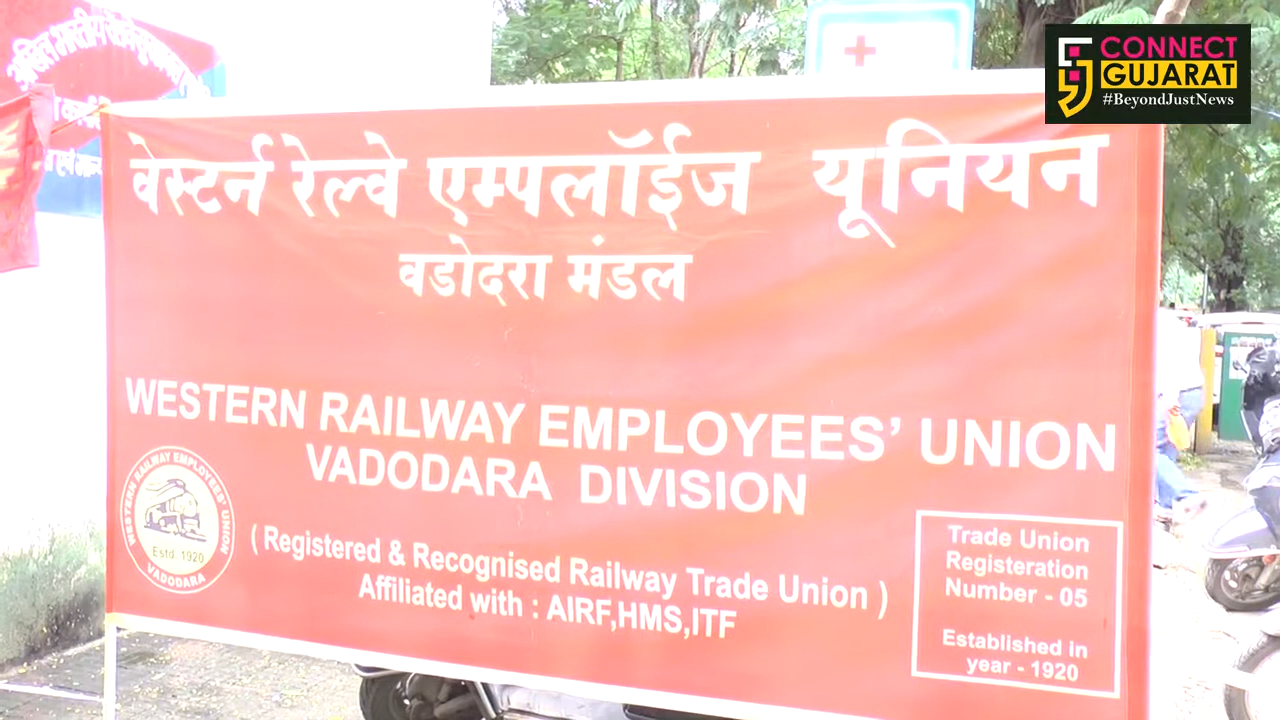 CONNECT
GUJARAT
#BeyondJustNews
वेस्टर्न रेल्वे एम्पलॉईज यूनियन
वडोदरा मंडल
WESTERN RAILWAY EMPLOYEES' UNION
VADODARA DIVISION
( Registered & Recognised Railway Trade Union )
Affiliated with : AIRF,HMS,ITF
WESTERN RAILWAY EMPLOYEES' UNION
Estd. 1920
VADODARA
Trade Union
Registeration
Number - 05
Established in
year - 1920